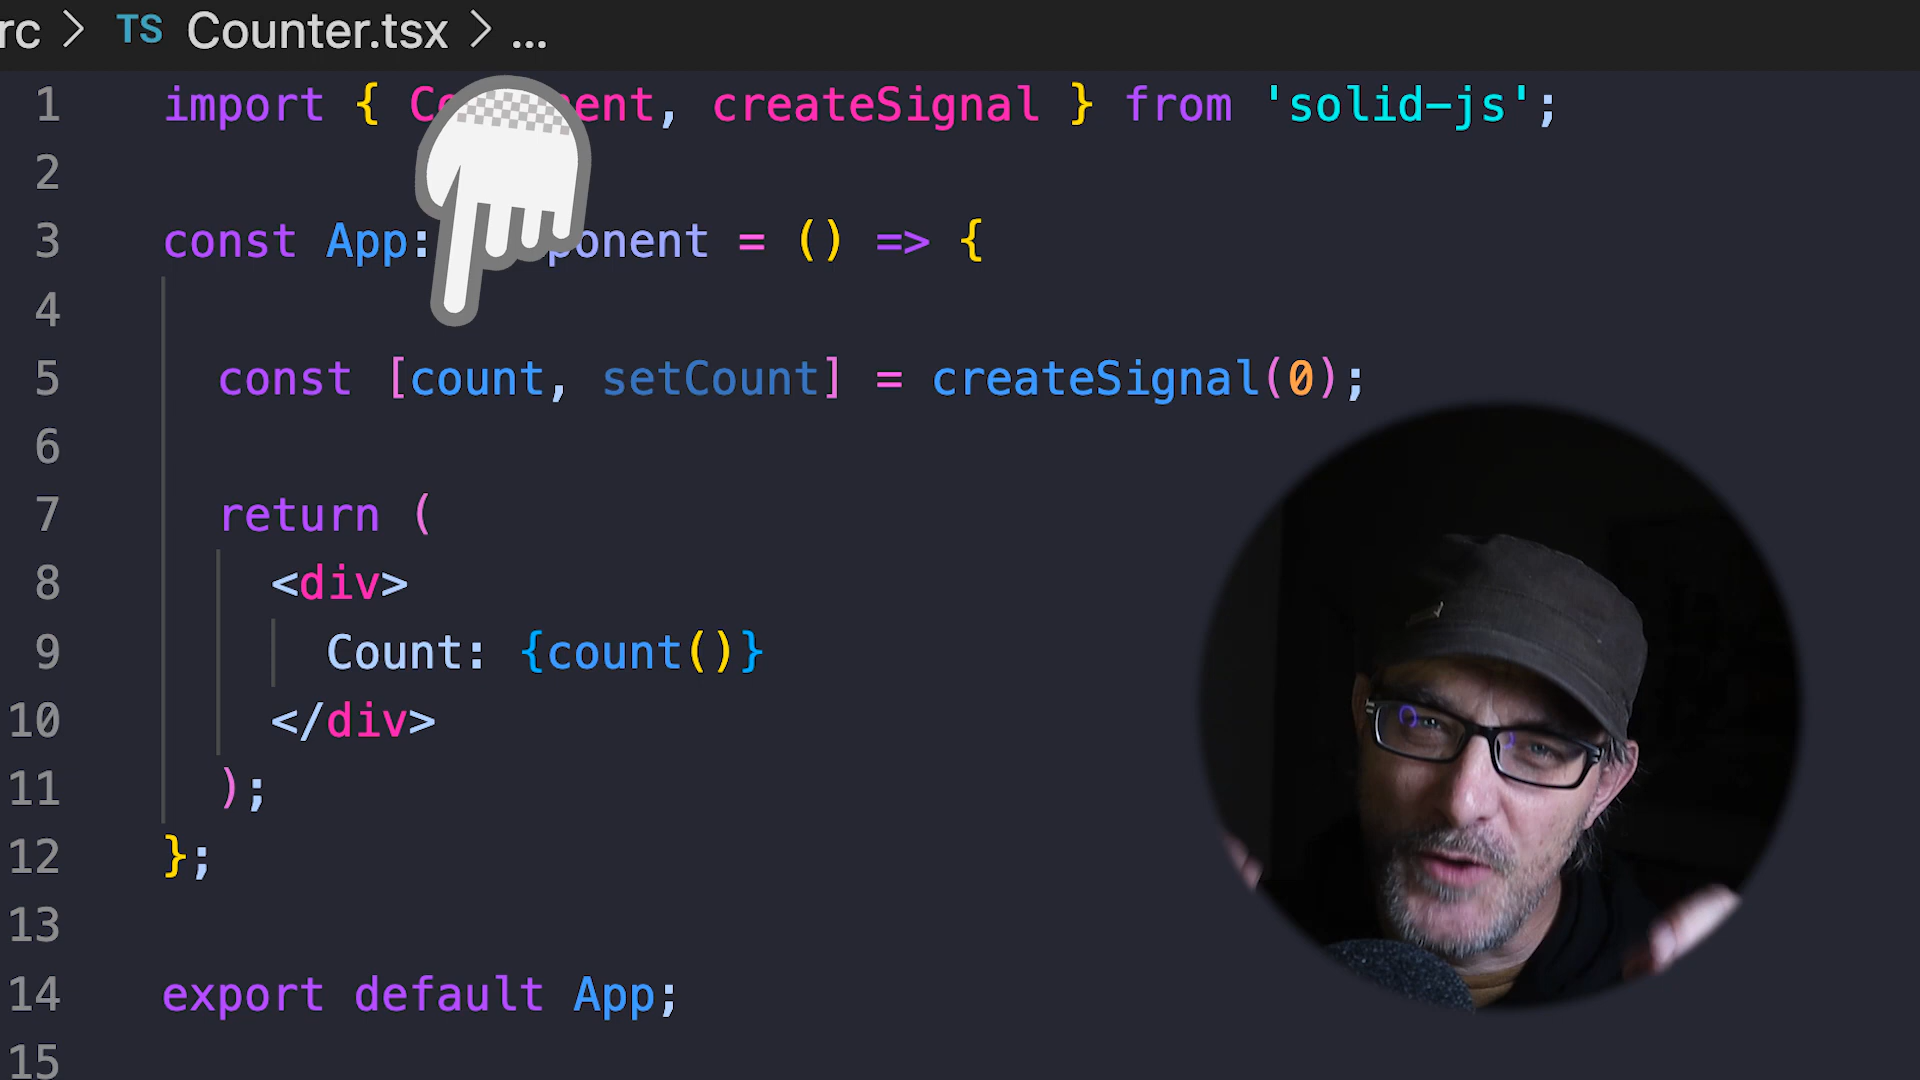 rc > TS Counter.tsx > ...
1 import { , createSignal } from 'solid-js';
2
3 const App: = () => {
4
5 const [count, setCount] = createSignal(0);
6
7 return (
8 <div>
9 Count: {count()}
10 </div>
11 );
12 };
13
14 export default App;
15